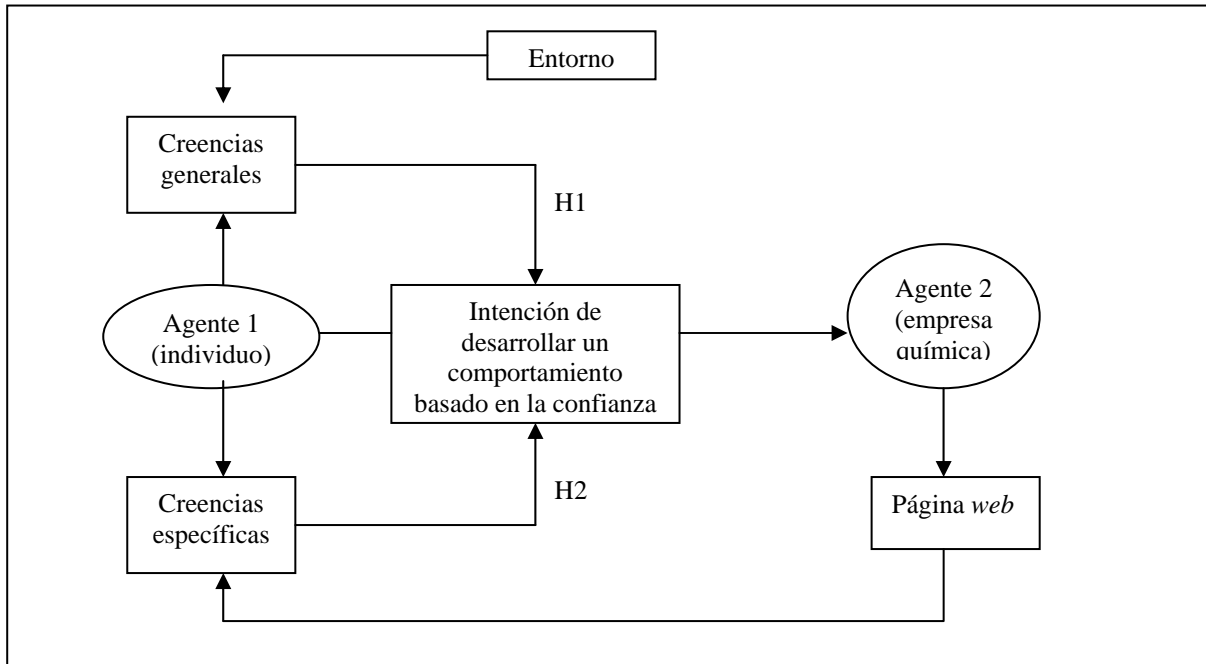 Entorno
Creencias
generales
H1
Agente 1
(individuo)
Intención de
desarrollar un
comportamiento
basado en la confianza
Agente 2
(empresa
química)
H2
Creencias
específicas
Página web